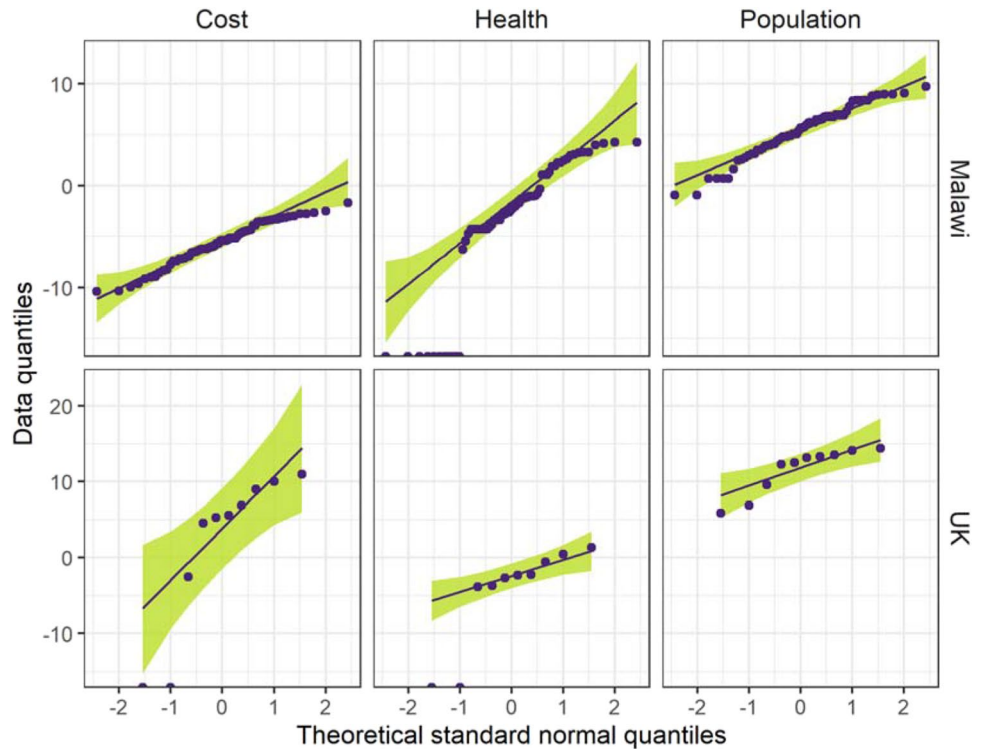 Cost Health Population
10
0
-10
Malawi
Data quantiles
20
10
0
-10
UK
-2 -1 0 1 2 -2 -1 0 1 2 -2 -1 0 1 2
Theoretical standard normal quantiles